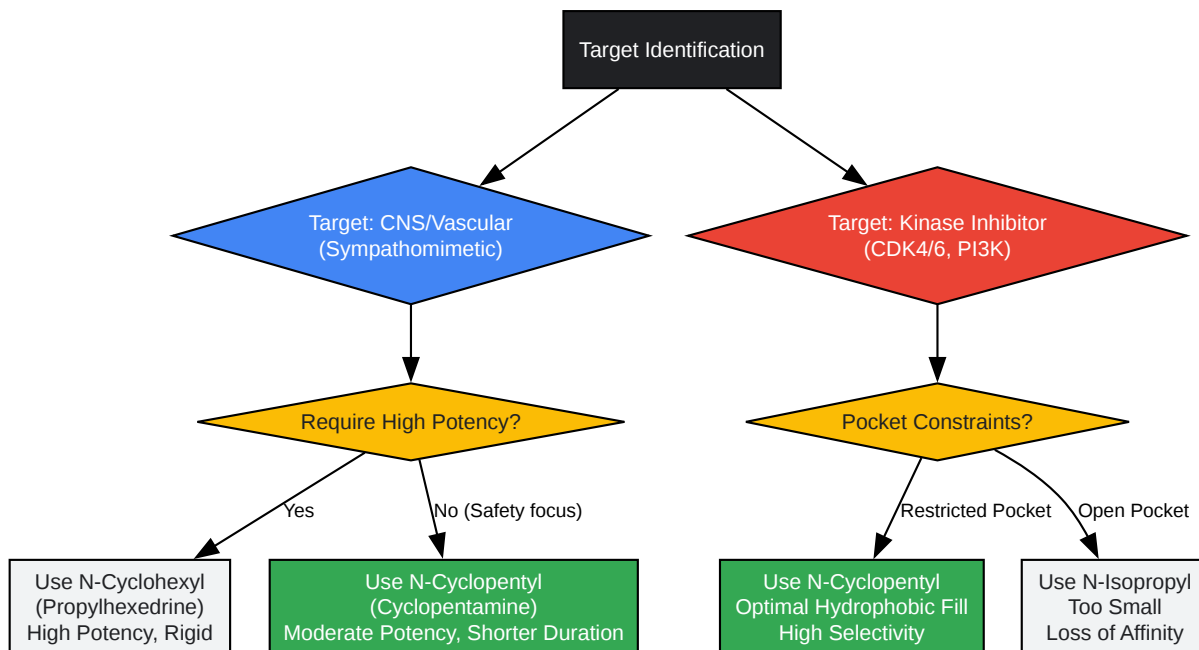 Target Identification
Target: CNS/Vascular
(Sympathomimetic)
Target: Kinase Inhibitor
(CDK4/6, PI3K)
Require High Potency?
Pocket Constraints?
Yes
No (Safety focus)
Restricted Pocket
Open Pocket
Use N-Cyclohexyl
(Propylhexedrine)
High Potency, Rigid
Use N-Cyclopentyl
(Cyclopentamine)
Moderate Potency, Shorter Duration
Use N-Cyclopentyl
Optimal Hydrophobic Fill
High Selectivity
Use N-Isopropyl
Too Small
Loss of Affinity